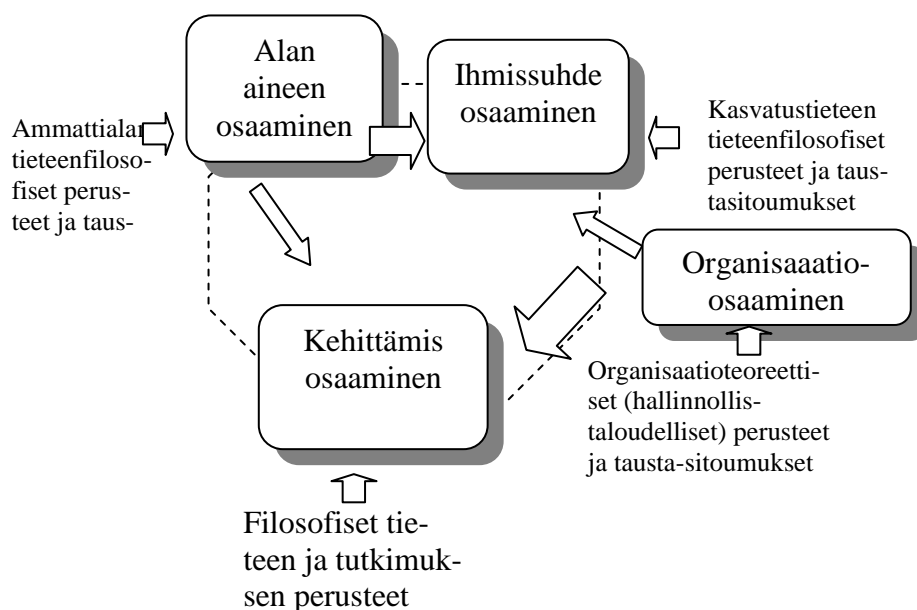 Alan
aineen
osaaminen
Ihmissuhde
osaaminen
Ammattialan
tieteenfiloso-
fiset perus-
teet ja taus-
Kasvatustieteen
tieteenfilosofiset
perusteet ja taus-
tasitoumukset
Organisaaatio-
osaaminen
Kehittämis
osaaminen
Organisaatioteoreetti-
set (hallinnollis-
taloudelliset) perusteet
ja tausta-sitoumukset
Filosofiset tie-
teen ja tutkimuk-
sen perusteet